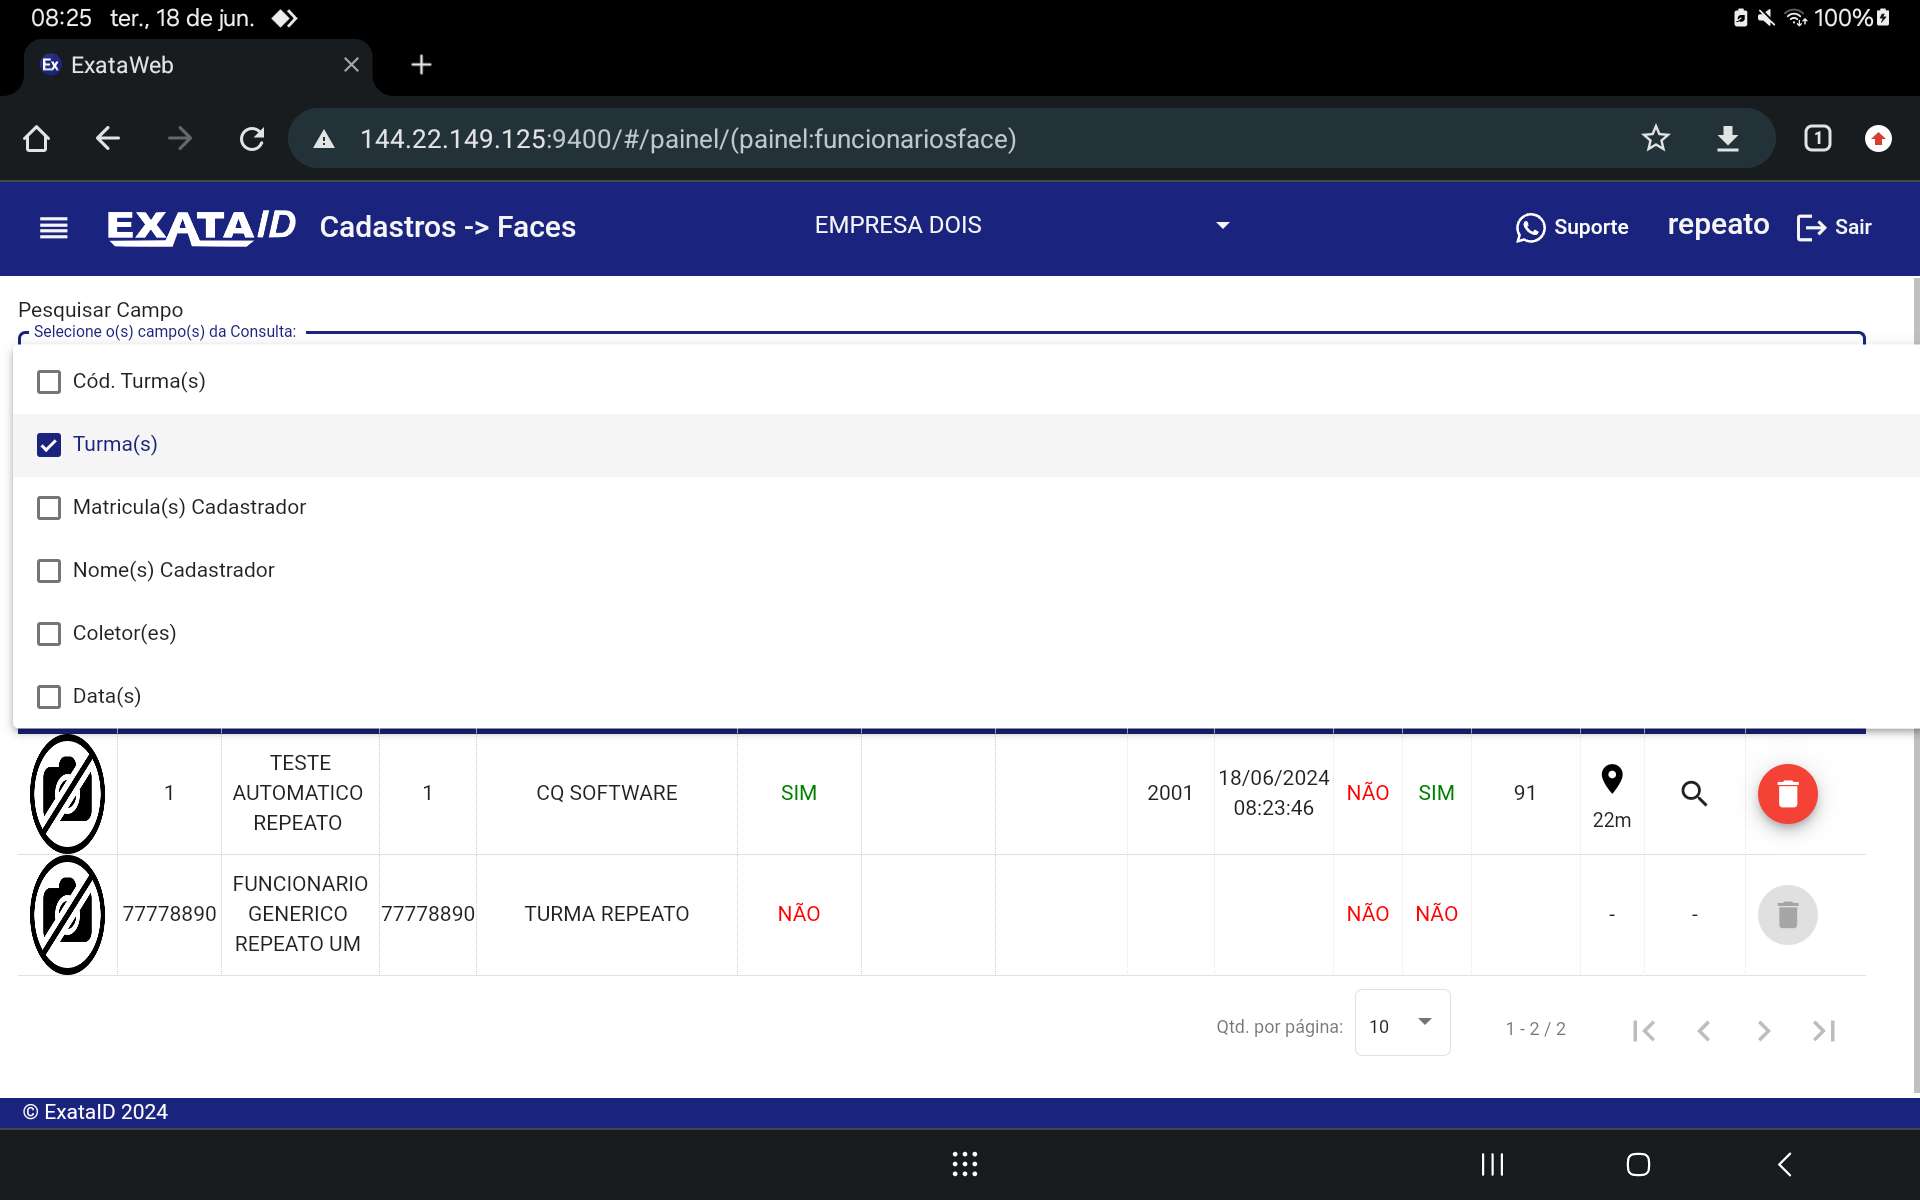 08:25 ter., 18 de jun. 100%
Ex ExataWeb
144.22.149.125:9400/#/painel/(painel:funcionariosface) 1
EXATAID Cadastros -> Faces EMPRESA DOIS Suporte repeato Sair
Pesquisar Campo
Selecione o(s) campo(s) da Consulta:
Cód. Turma(s)
Turma(s)
Matricula(s) Cadastrador
Nome(s) Cadastrador
Coletor(es)
Data(s)
1 TESTE AUTOMATICO REPEATO 1 CQ SOFTWARE SIM 2001 18/06/2024 08:23:46 NÃO SIM 91 22m
77778890 FUNCIONARIO GENERICO REPEATO UM 77778890 TURMA REPEATO NÃO NÃO NÃO - -
Qtd. por página: 10 1 - 2 / 2
© ExataID 2024